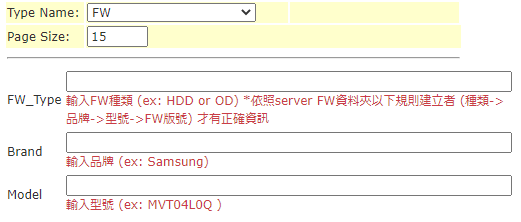 Type Name: FW
Page Size: 15
FW_Type
輸入FW種類 (ex: HDD or OD) *依照server FW資料夾以下規則建立者 (種類->
品牌->型號->FW版號) 才有正確資訊
Brand
輸入品牌 (ex: Samsung)
Model
輸入型號 (ex: MVT04L0Q )